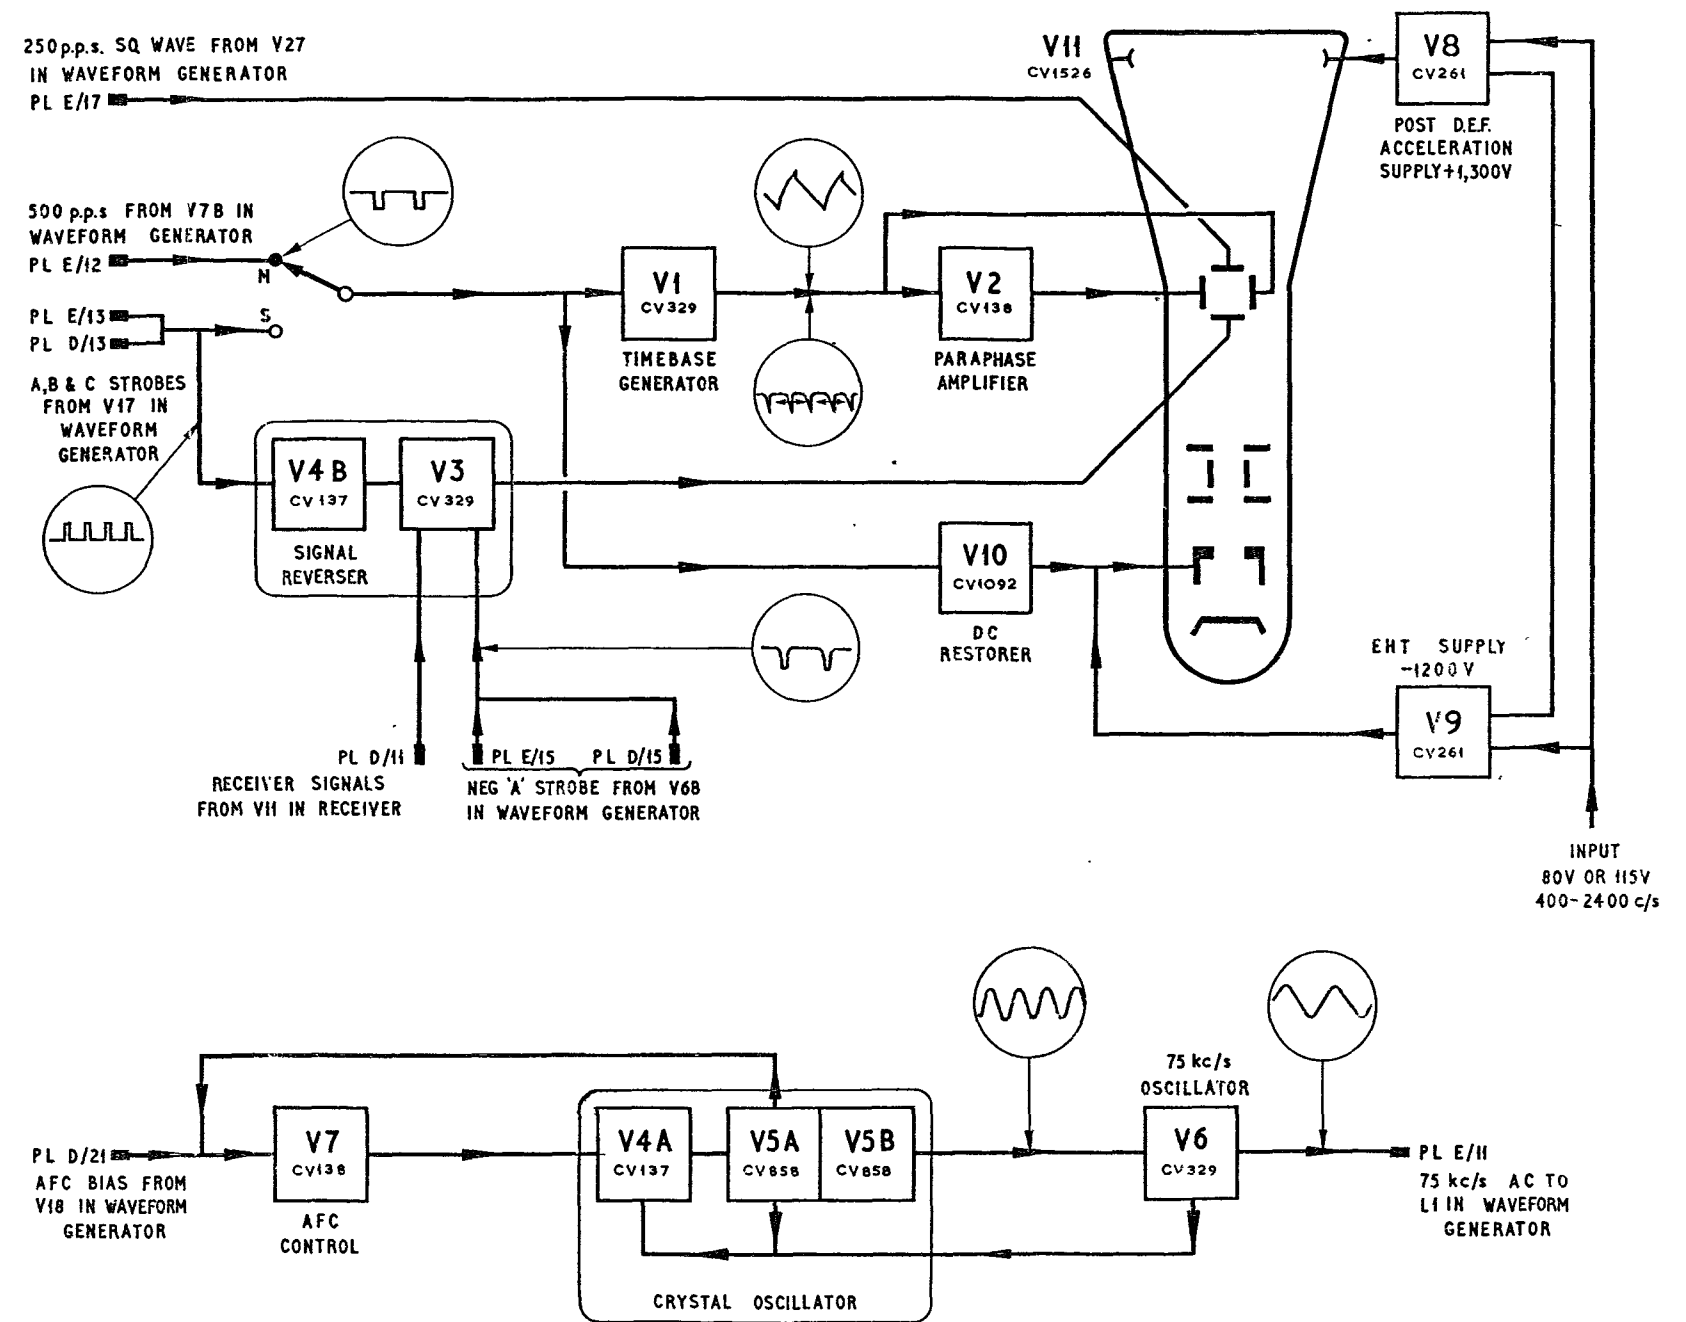 250 p.p.s. SQ WAVE FROM V27
IN WAVEFORM GENERATOR
PL E/17
V11
CV1526
V8
CV261
POST D.E.F.
ACCELERATION
SUPPLY+1,300V
500 p.p.s FROM V7B IN
WAVEFORM GENERATOR
PL E/12
M
S
PL E/13
PL D/13
A,B & C STROBES
FROM V17 IN
WAVEFORM
GENERATOR
V1
CV329
TIMEBASE
GENERATOR
V2
CV138
PARAPHASE
AMPLIFIER
V4B
CV137
V3
CV329
SIGNAL
REVERSER
V10
CV1092
DC
RESTORER
EHT SUPPLY
-1200V
V9
CV261
PL D/11
RECEIVER SIGNALS
FROM V11 IN RECEIVER
PL E/15 PL D/15
NEG 'A' STROBE FROM V6B
IN WAVEFORM GENERATOR
INPUT
80V OR 115V
400-2400 c/s
75 kc/s
OSCILLATOR
PL D/21
AFC BIAS FROM
V18 IN WAVEFORM
GENERATOR
V7
CV138
AFC
CONTROL
V4A
CV137
V5A
CV858
V5B
CV858
CRYSTAL OSCILLATOR
V6
CV329
PL E/11
75 kc/s AC TO
L1 IN WAVEFORM
GENERATOR